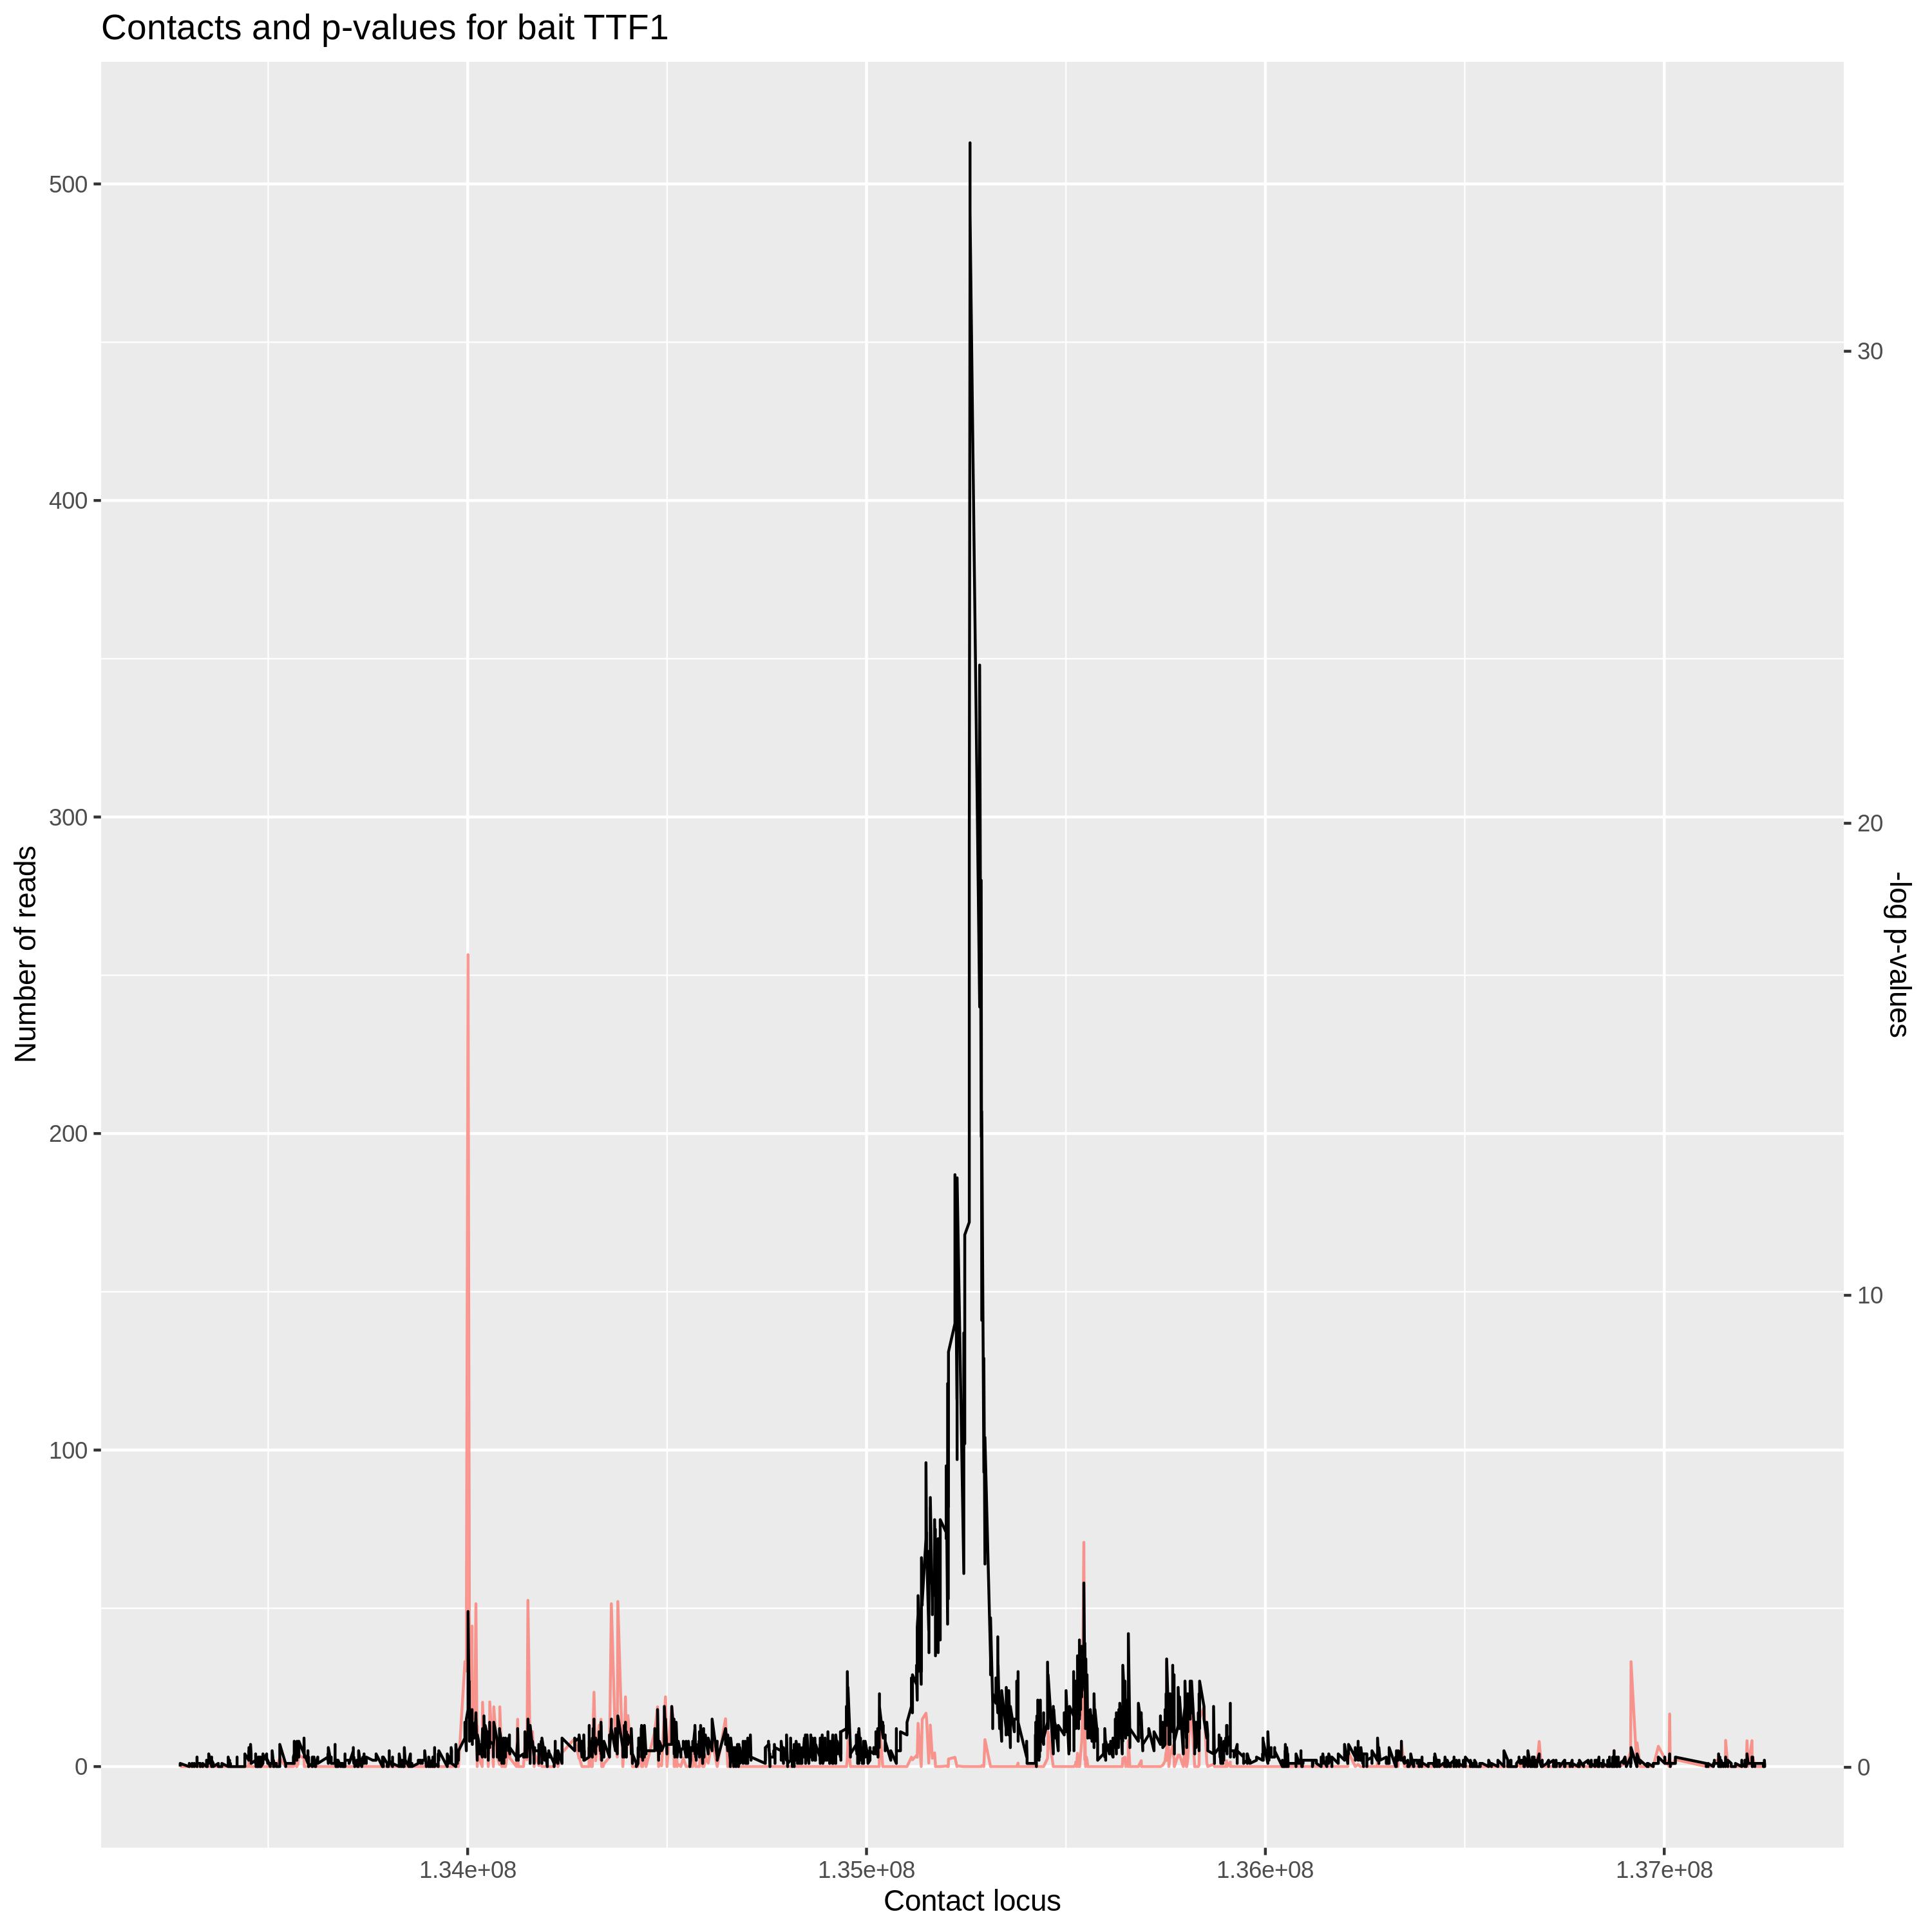 Contacts and p-values for bait TTF1
500
400
300
200
100
0
Number of reads
30
20
10
0
-log p-values
1.34e+08
1.35e+08
1.36e+08
1.37e+08
Contact locus